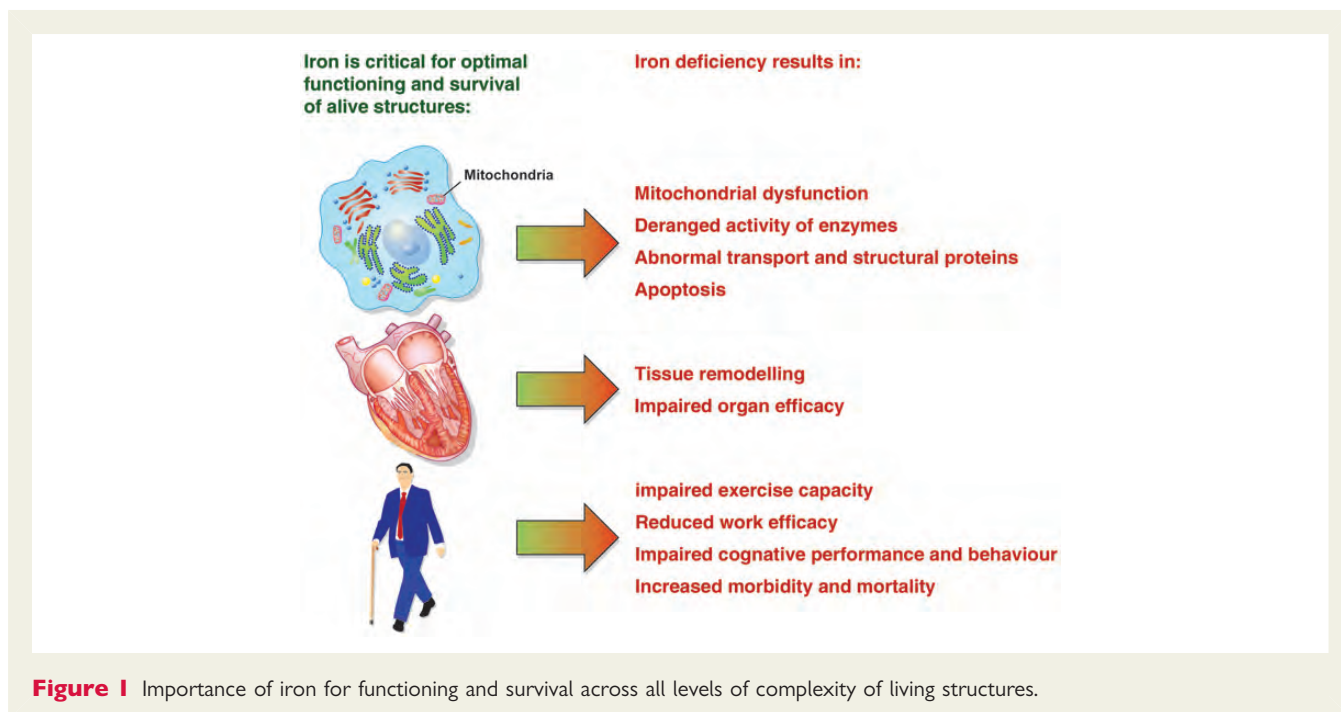 Iron is critical for optimal
functioning and survival
of alive structures:
Iron deficiency results in:
Mitochondria
Mitochondrial dysfunction
Deranged activity of enzymes
Abnormal transport and structural proteins
Apoptosis
Tissue remodelling
Impaired organ efficacy
impaired exercise capacity
Reduced work efficacy
Impaired cognitive performance and behaviour
Increased morbidity and mortality
Figure 1 Importance of iron for functioning and survival across all levels of complexity of living structures.